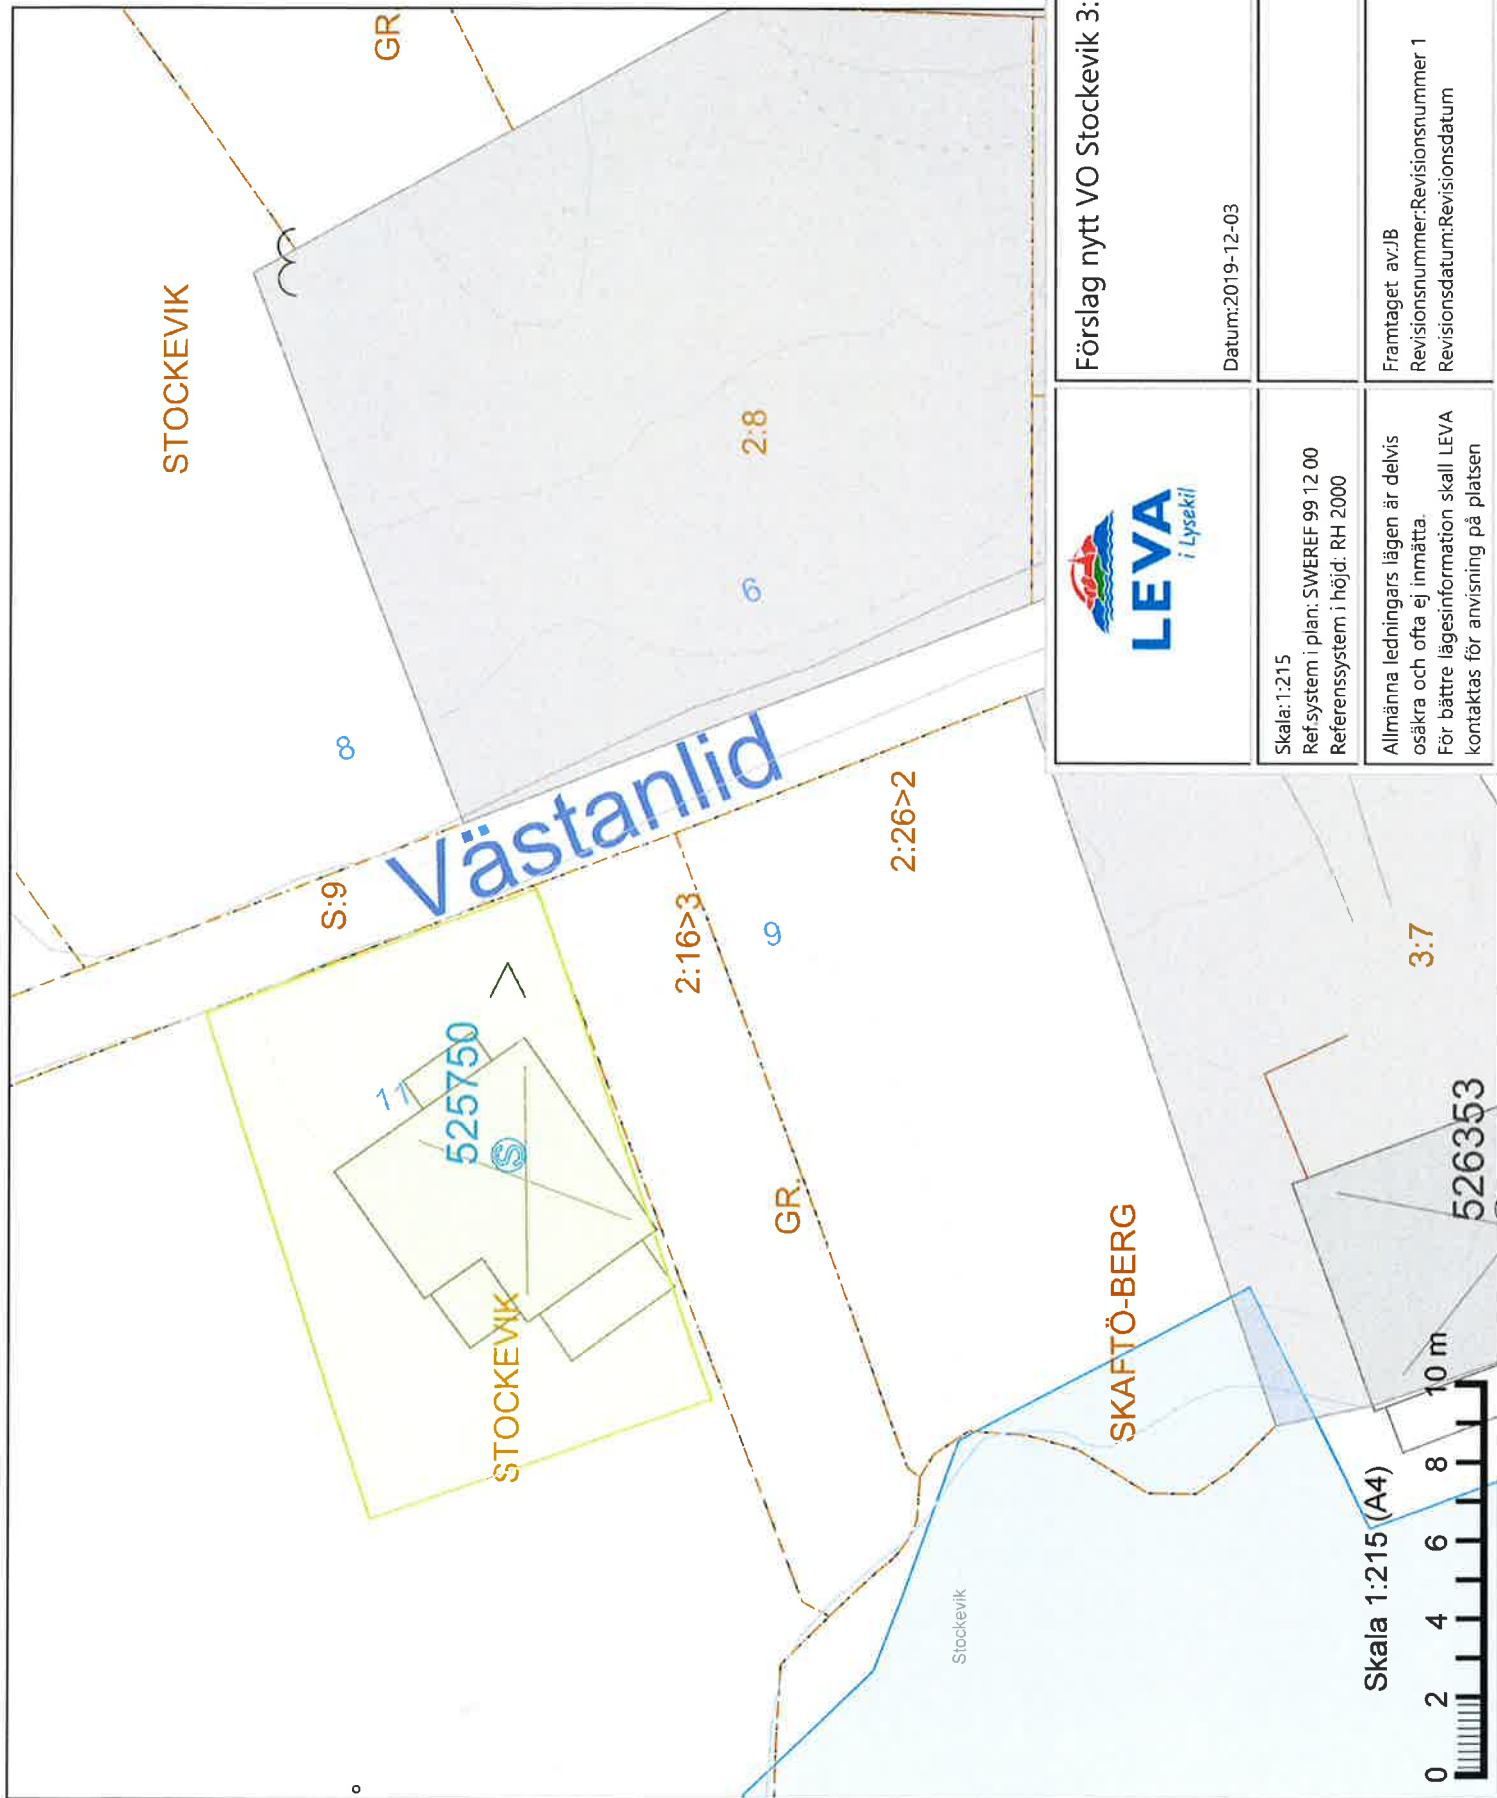 STOCKEVIK
GR
8
2:8
6
S:9
Västanlid
2:16>3
9
2:26>2
11
525750
S
STOCKEVIK
GR.
SKAFTÖ-BERG
3:7
526353
Stockevik
Skala 1:215 (A4)
0 2 4 6 8 10 m
LEVA
i Lysekil
Förslag nytt VO Stockevik 3:
Datum:2019-12-03
Skala: 1:215
Ref.system i plan: SWEREF 99 12 00
Referenssystem i höjd: RH 2000
Allmänna ledningars lägen är delvis
osäkra och ofta ej inmätta.
För bättre lägesinformation skall LEVA
kontaktas för anvisning på platsen
Framtaget av:JB
Revisionsnummer:Revisionsnummer 1
Revisionsdatum:Revisionsdatum